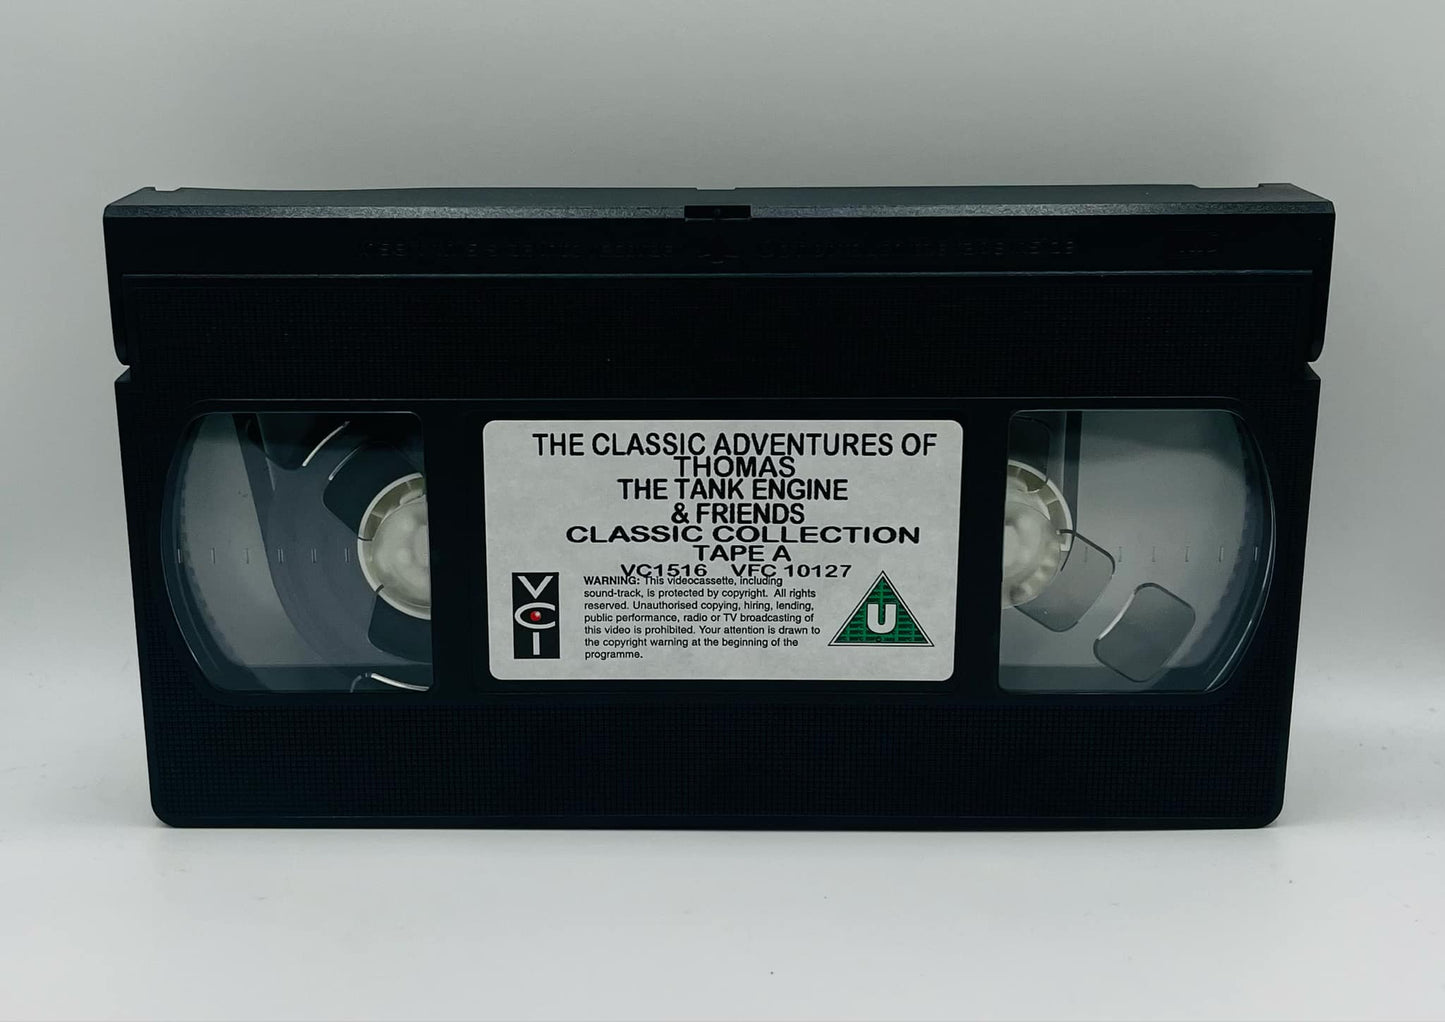 THE CLASSIC ADVENTURES OF
THOMAS
THE TANK ENGINE
& FRIENDS
CLASSIC COLLECTION
TAPE A
VC1516 VFC 10127
VCI
WARNING: This videocassette, including
sound-track, is protected by copyright. All rights
reserved. Unauthorised copying, hiring, lending,
public performance, radio or TV broadcasting of
this video is prohibited. Your attention is drawn to
the copyright warning at the beginning of the
programme.
U